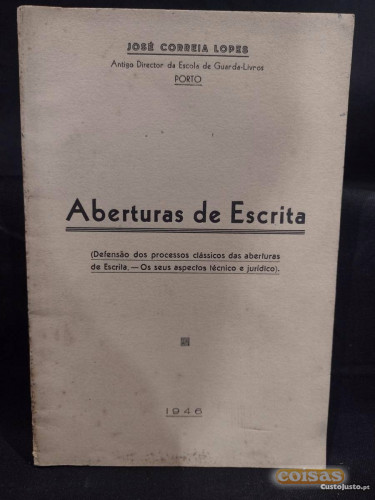 JOSÉ CORREIA LOPES
Antigo Director da Escola de Guarda-Livros
PORTO
Aberturas de Escrita
(Defensão dos processos clássicos das aberturas
de Escrita. — Os seus aspectos técnico e jurídico).
1946
coisas
CustoJusto.pt